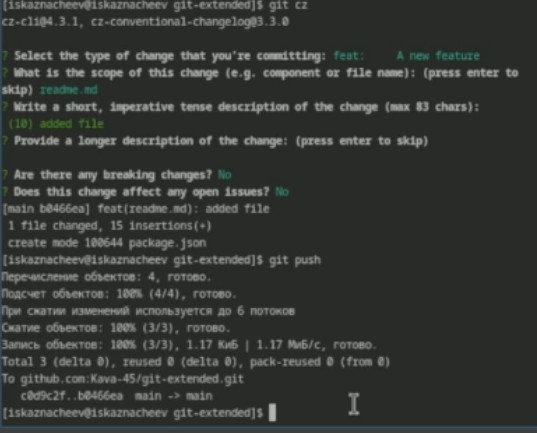 [iskaznacheev@iskaznacheev git-extended]$ git cz
cz-cli@4.3.1, cz-conventional-changelog@3.3.0
? Select the type of change that you're committing: feat:     A new feature
? What is the scope of this change (e.g. component or file name): (press enter to
skip) readme.md
? Write a short, imperative tense description of the change (max 83 chars):
(10) added file
? Provide a longer description of the change: (press enter to skip)
? Are there any breaking changes? No
? Does this change affect any open issues? No
[main b0466ea] feat(readme.md): added file
1 file changed, 15 insertions(+)
create mode 100644 package.json
[iskaznacheev@iskaznacheev git-extended]$ git push
Перечисление объектов: 4, готово.
Подсчет объектов: 100% (4/4), готово.
При сжатии изменений используется до 6 потоков
Сжатие объектов: 100% (3/3), готово.
Запись объектов: 100% (3/3), 1.17 КиБ | 1.17 МиБ/с, готово.
Total 3 (delta 0), reused 0 (delta 0), pack-reused 0 (from 0)
To github.com:Kava-45/git-extended.git
c0d9c2f..b0466ea  main -> main
[iskaznacheev@iskaznacheev git-extended]$